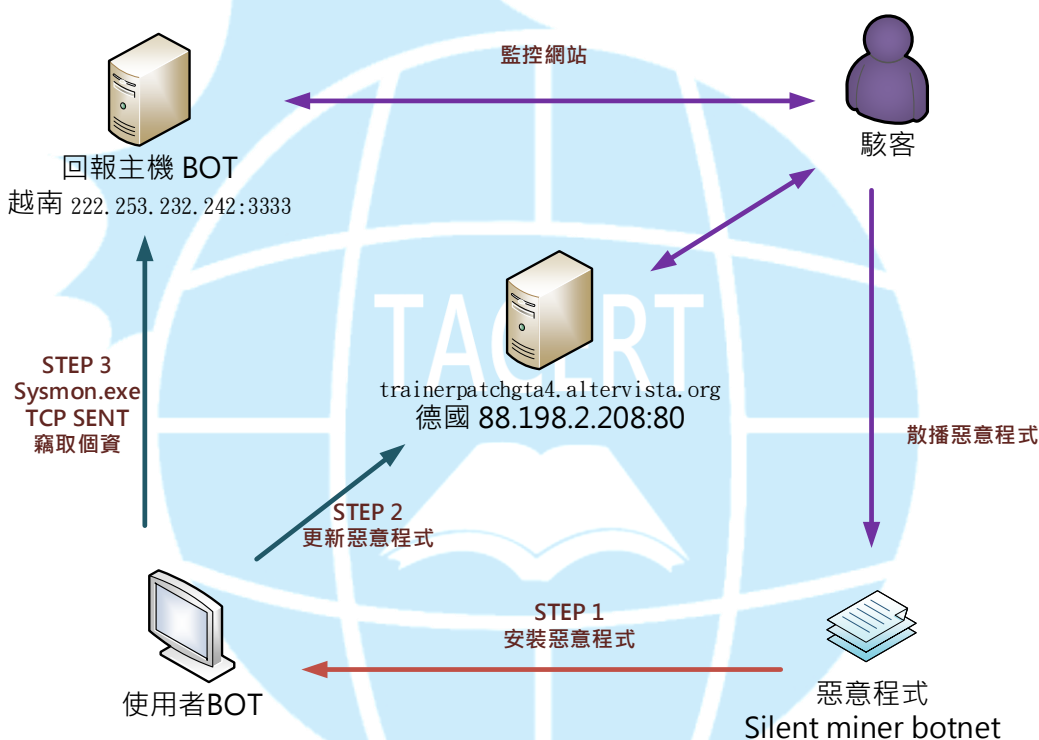 監控網站
駭客
回報主機 BOT
越南 222.253.232.242:3333
TACERT
STEP 3
Sysmon.exe
TCP SENT
竊取個資
trainerpatchgta4.altervista.org
德國 88.198.2.208:80
散播惡意程式
STEP 2
更新惡意程式
STEP 1
安裝惡意程式
使用者BOT
惡意程式
Silent miner botnet